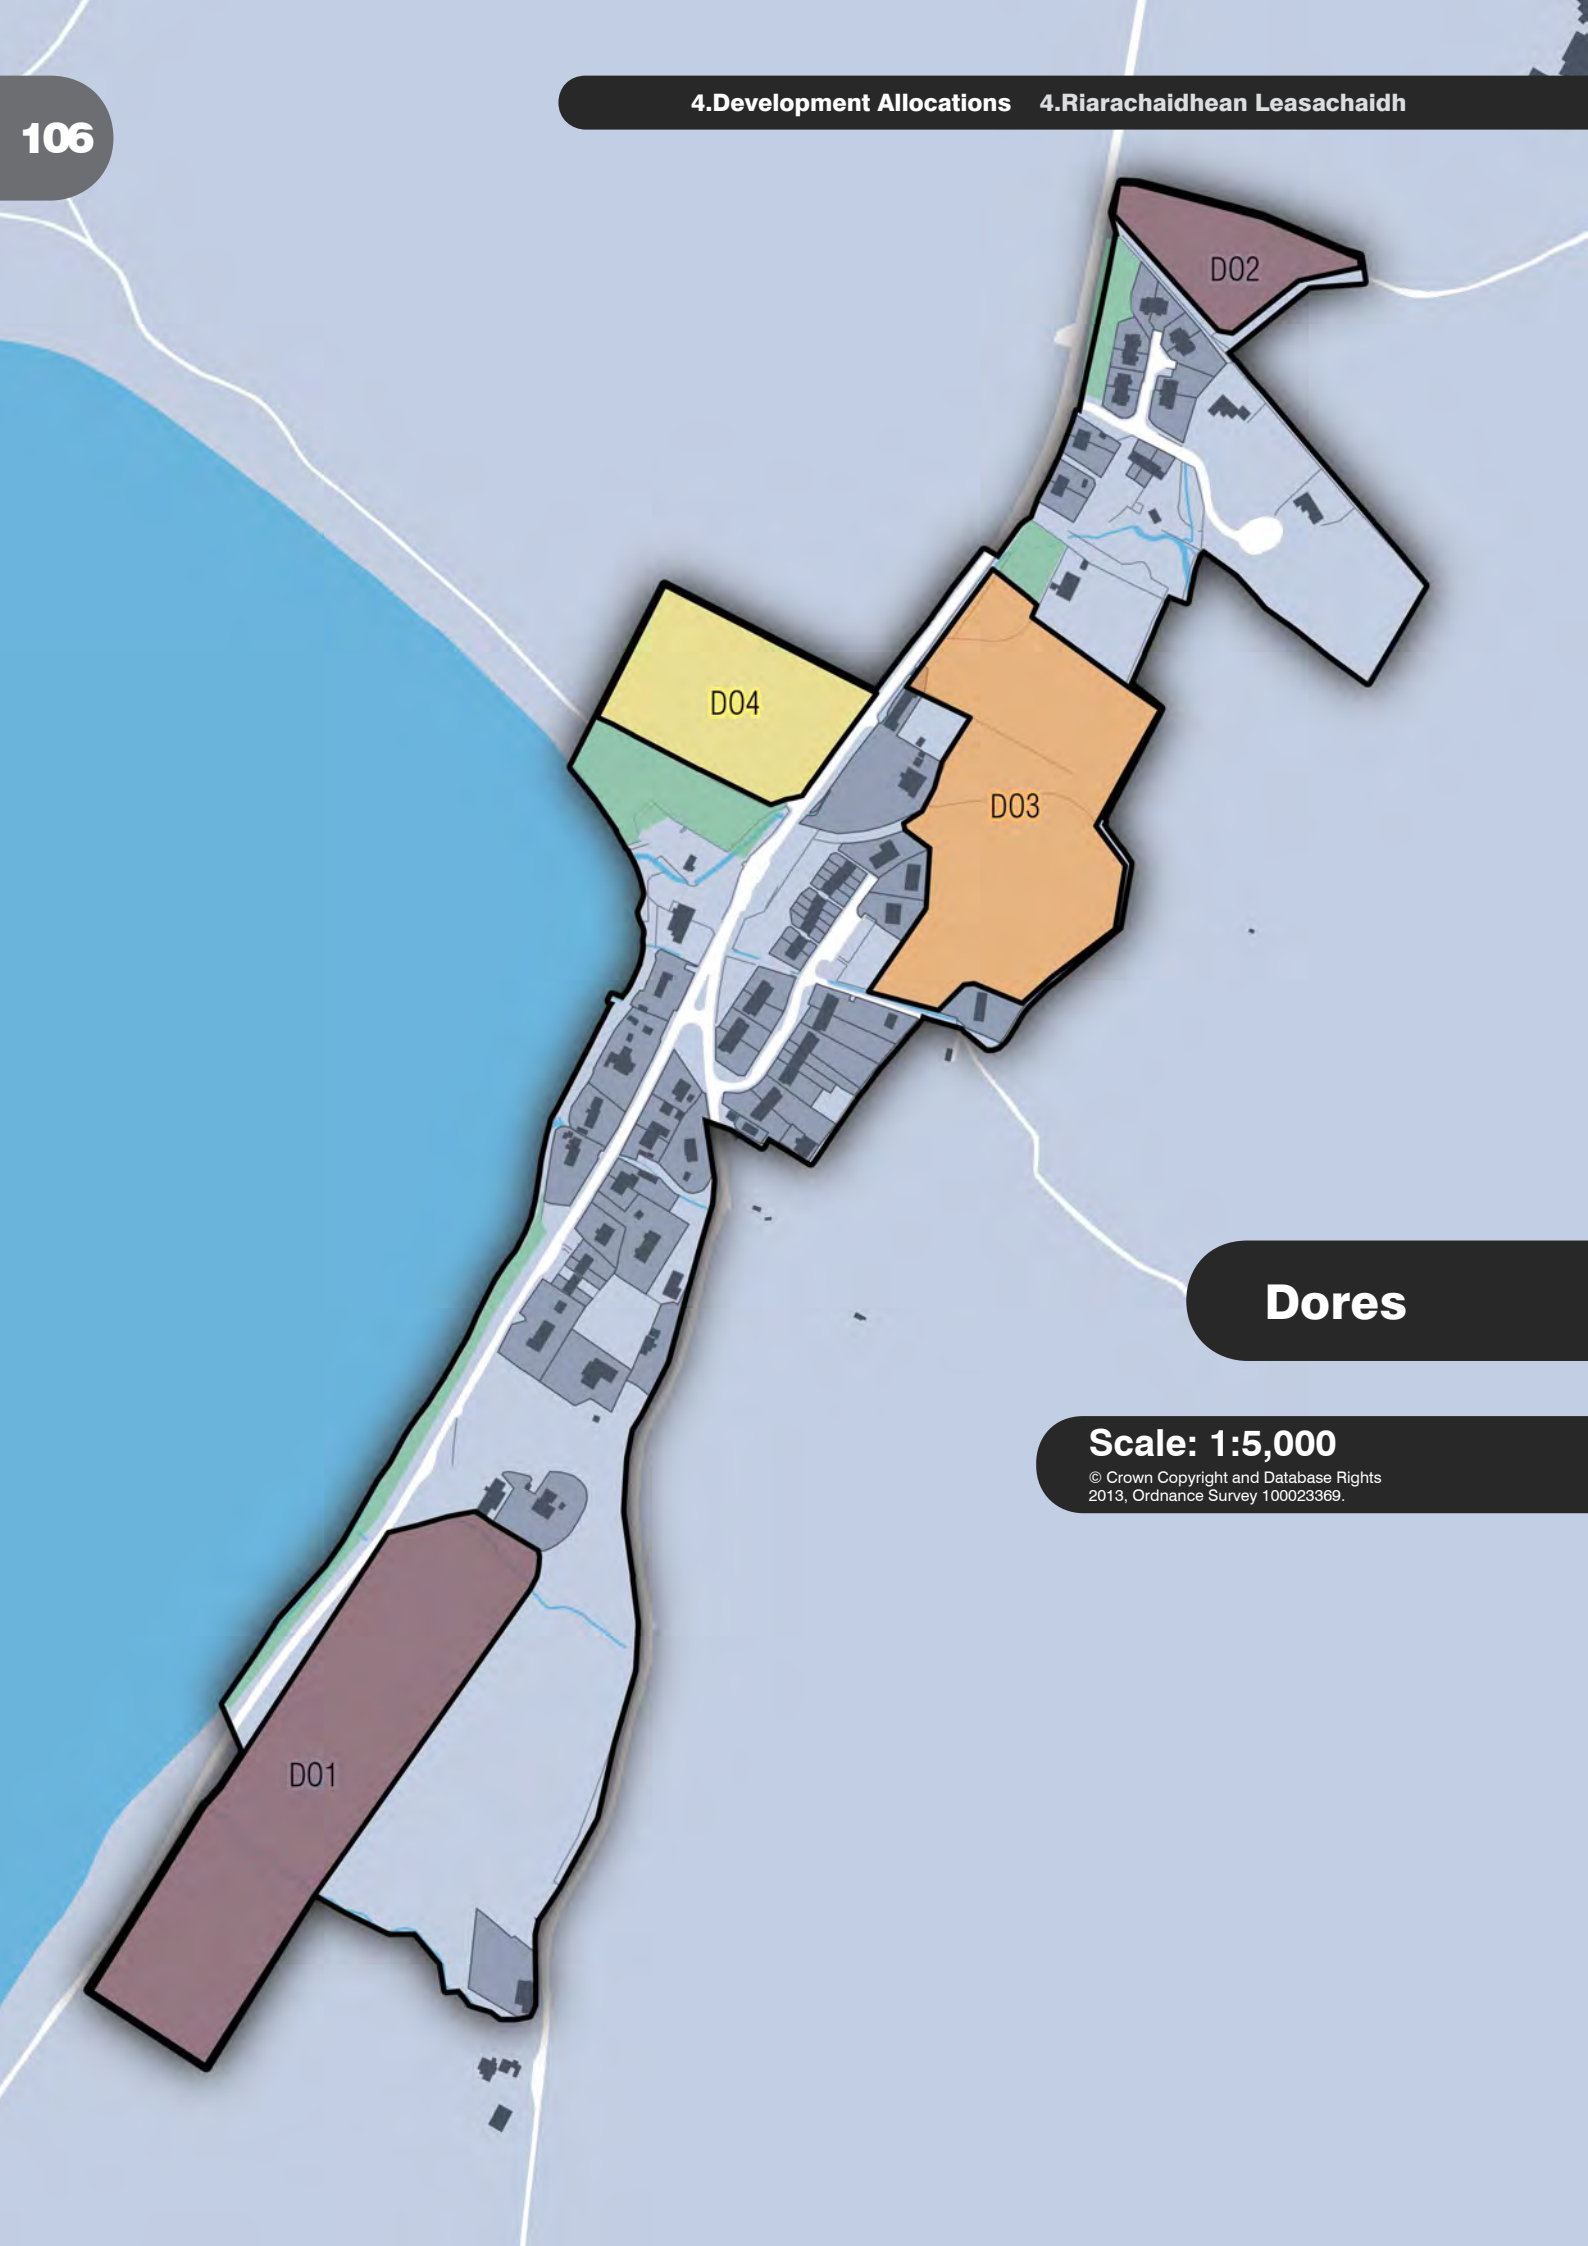 106
4.Development Allocations 4.Riarachaidhean Leasachaidh
DO2
DO4
DO3
Dores
Scale: 1:5,000
© Crown Copyright and Database Rights
2013, Ordnance Survey 100023369.
DO1